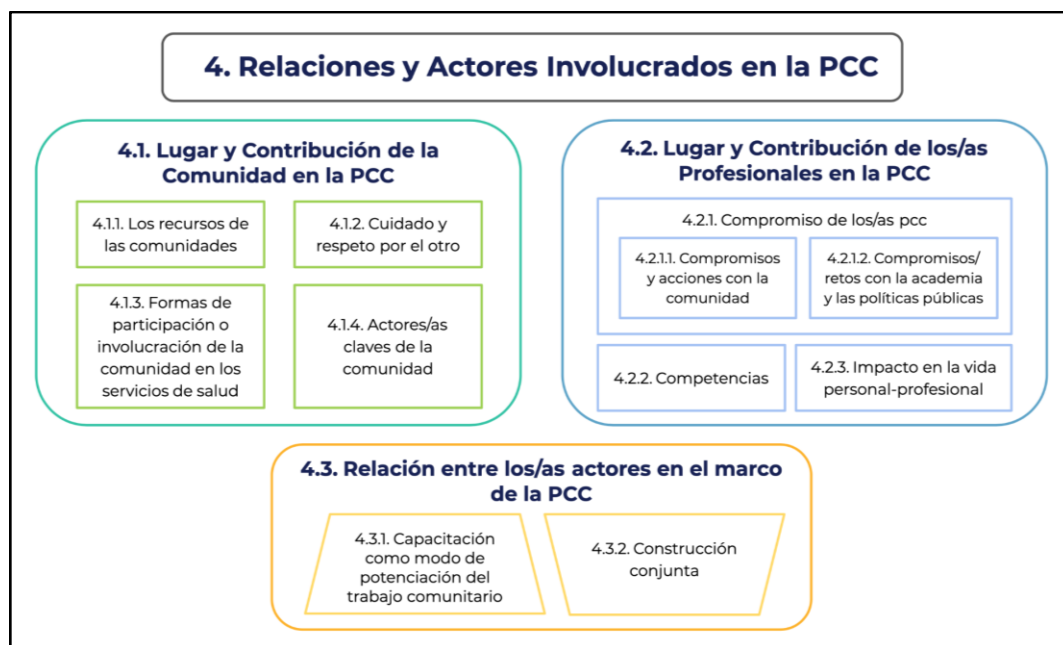 4. Relaciones y Actores Involucrados en la PCC
4.1. Lugar y Contribución de la
Comunidad en la PCC
4.1.1. Los recursos de
las comunidades
4.1.2. Cuidado y
respeto por el otro
4.1.3. Formas de
participación o
involucración de la
comunidad en los
servicios de salud
4.1.4. Actores/as
claves de la
comunidad
4.2. Lugar y Contribución de los/as
Profesionales en la PCC
4.2.1. Compromiso de los/as pcc
4.2.1.1. Compromisos
y acciones con la
comunidad
4.2.1.2. Compromisos/
retos con la academia
y las políticas públicas
4.2.2. Competencias
4.2.3. Impacto en la vida
personal-profesional
4.3. Relación entre los/as actores en el marco
de la PCC
4.3.1. Capacitación
como modo de
potenciación del
trabajo comunitario
4.3.2. Construcción
conjunta